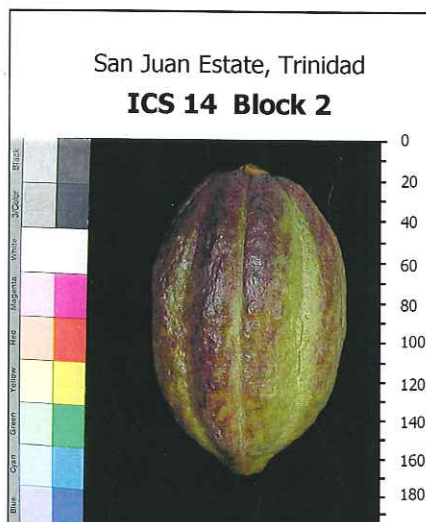 San Juan Estate, Trinidad
ICS 14 Block 2
Black
3/Color
White
Magenta
Red
Yellow
Green
Cyan
Blue
0
20
40
60
80
100
120
140
160
180